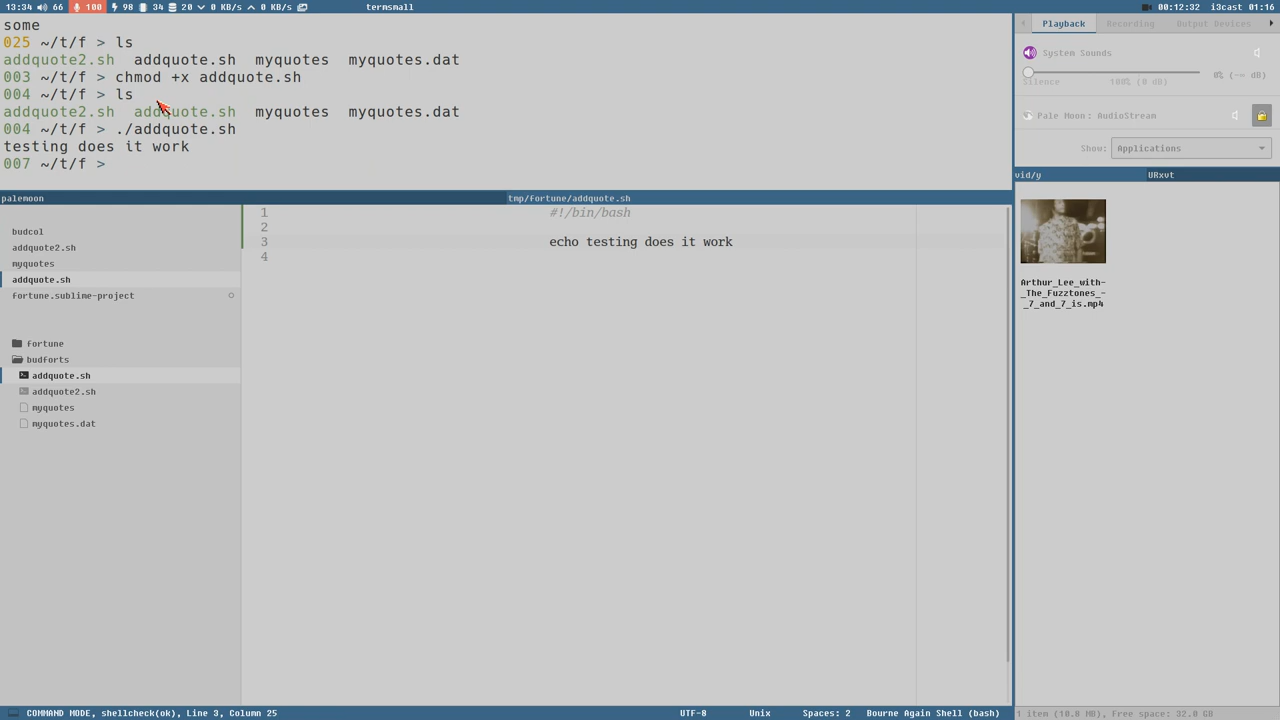 13:34 66 100 98 34 20 0 KB/s 0 KB/s termsmall 00:12:32 i3cast 01:16
some
025 ~/t/f > ls
addquote2.sh addquote.sh myquotes myquotes.dat
003 ~/t/f > chmod +x addquote.sh
004 ~/t/f > ls
addquote2.sh addquote.sh myquotes myquotes.dat
004 ~/t/f > ./addquote.sh
testing does it work
007 ~/t/f >
palemoon tmp/fortune/addquote.sh
budcol
addquote2.sh
myquotes
addquote.sh
fortune.sublime-project
fortune
budforts
addquote.sh
addquote2.sh
myquotes
myquotes.dat
1 #!/bin/bash
2
3 echo testing does it work
4
COMMAND MODE, shellcheck(ok), Line 3, Column 25 UTF-8 Unix Spaces: 2 Bourne Again Shell (bash)
Playback Recording Output Devices
System Sounds
Silence 100% (0 dB) 0% (-∞ dB)
Pale Moon: AudioStream
Show: Applications
vid/y URxvt
Arthur_Lee_with-
_The_Fuzztones_-
_7_and_7_is.mp4
1 item (10.8 MB), Free space: 32.0 GB